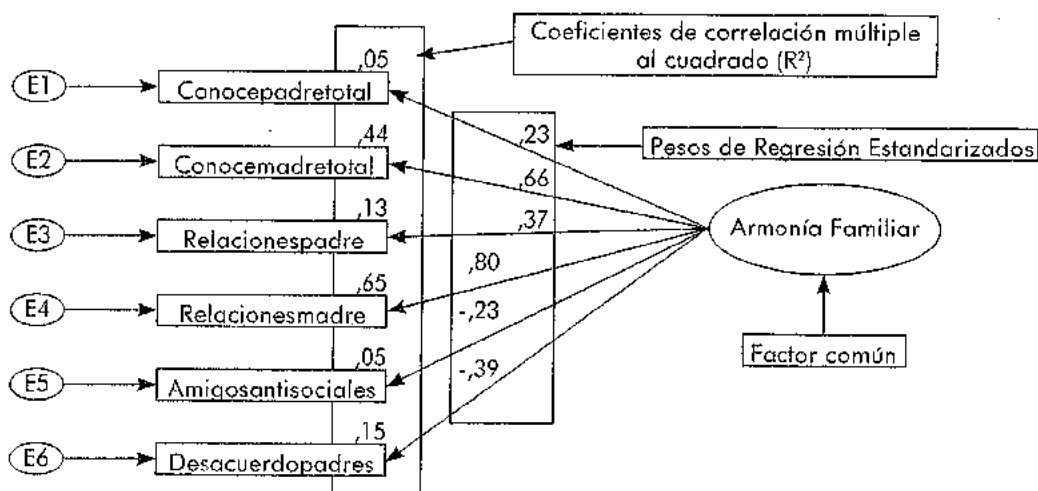 Coeficientes de correlación múltiple
al cuadrado (R²)
,05
E1
Conocepadretotal
,23
Pesos de Regresión Estandarizados
,44
E2
Conocemadretotal
,66
,13
E3
Relacionespadre
,37
Armonía Familiar
,80
,65
E4
Relacionesmadre
-,23
Factor común
,05
E5
Amigosantisociales
-,39
,15
E6
Desacuerdopadres